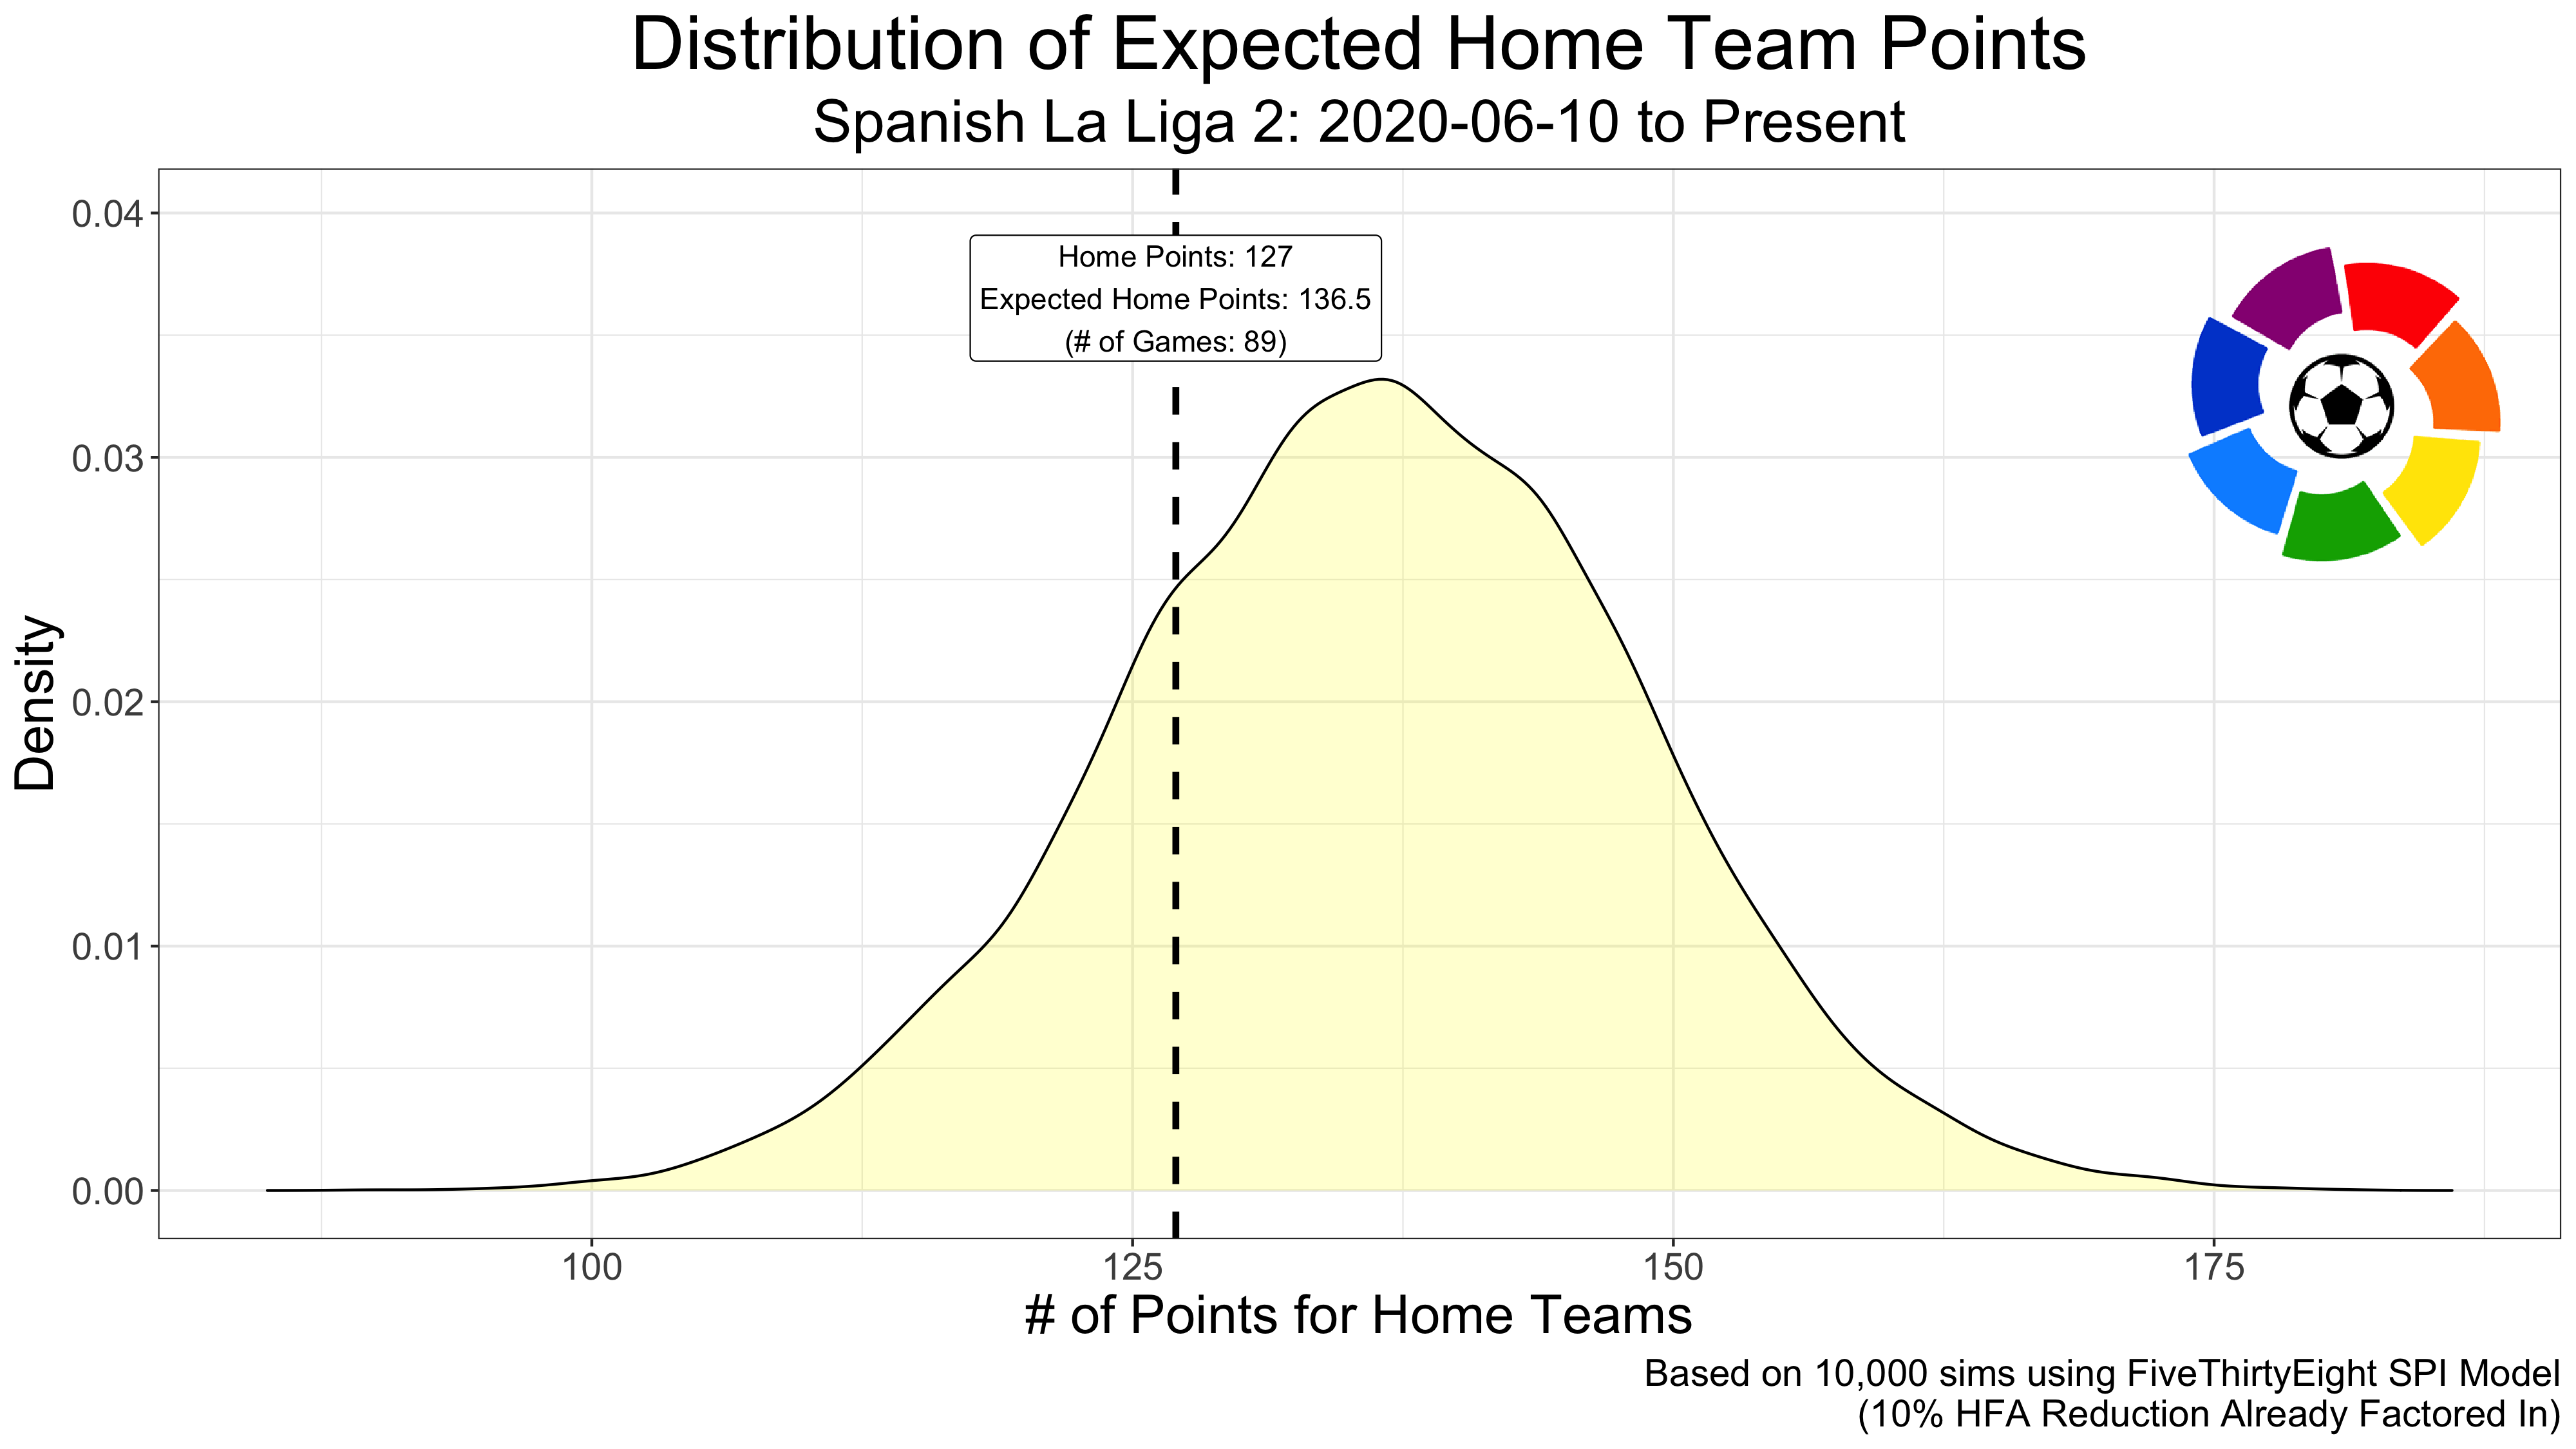 Distribution of Expected Home Team Points
Spanish La Liga 2: 2020-06-10 to Present
0.04
0.03
0.02
0.01
0.00
Density
Home Points: 127
Expected Home Points: 136.5
(# of Games: 89)
100
125
150
175
# of Points for Home Teams
Based on 10,000 sims using FiveThirtyEight SPI Model
(10% HFA Reduction Already Factored In)